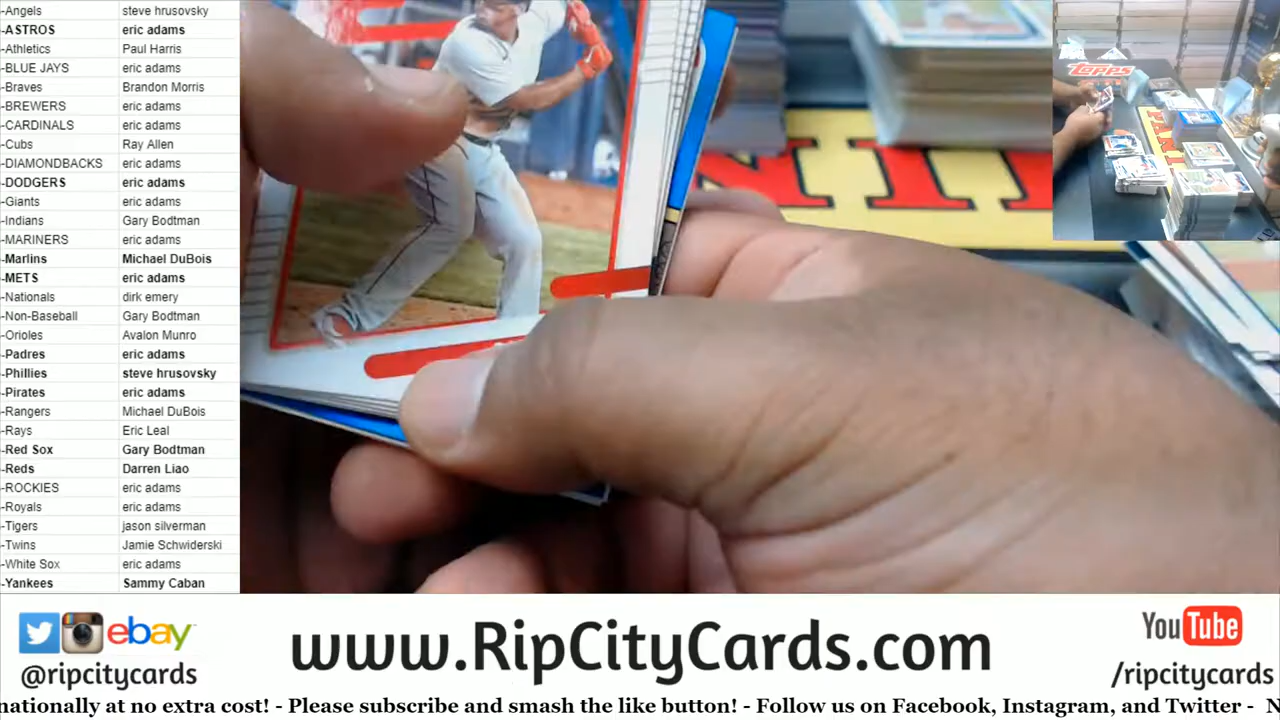 -Angels steve hrusovsky
-ASTROS eric adams
-Athletics Paul Harris
-BLUE JAYS eric adams
-Braves Brandon Morris
-BREWERS eric adams
-CARDINALS eric adams
-Cubs Ray Allen
-DIAMONDBACKS eric adams
-DODGERS eric adams
-Giants eric adams
-Indians Gary Bodtman
-MARINERS eric adams
-Marlins Michael DuBois
-METS eric adams
-Nationals dirk emery
-Non-Baseball Gary Bodtman
-Orioles Avalon Munro
-Padres eric adams
-Phillies steve hrusovsky
-Pirates eric adams
-Rangers Michael DuBois
-Rays Eric Leal
-Red Sox Gary Bodtman
-Reds Darren Liao
-ROCKIES eric adams
-Royals eric adams
-Tigers jason silverman
-Twins Jamie Schwiderski
-White Sox eric adams
-Yankees Sammy Caban
Topps
PANINI
ebay
@ripcitycards
www.RipCityCards.com
YouTube
/ripcitycards
nationally at no extra cost! - Please subscribe and smash the like button! - Follow us on Facebook, Instagram, and Twitter - N